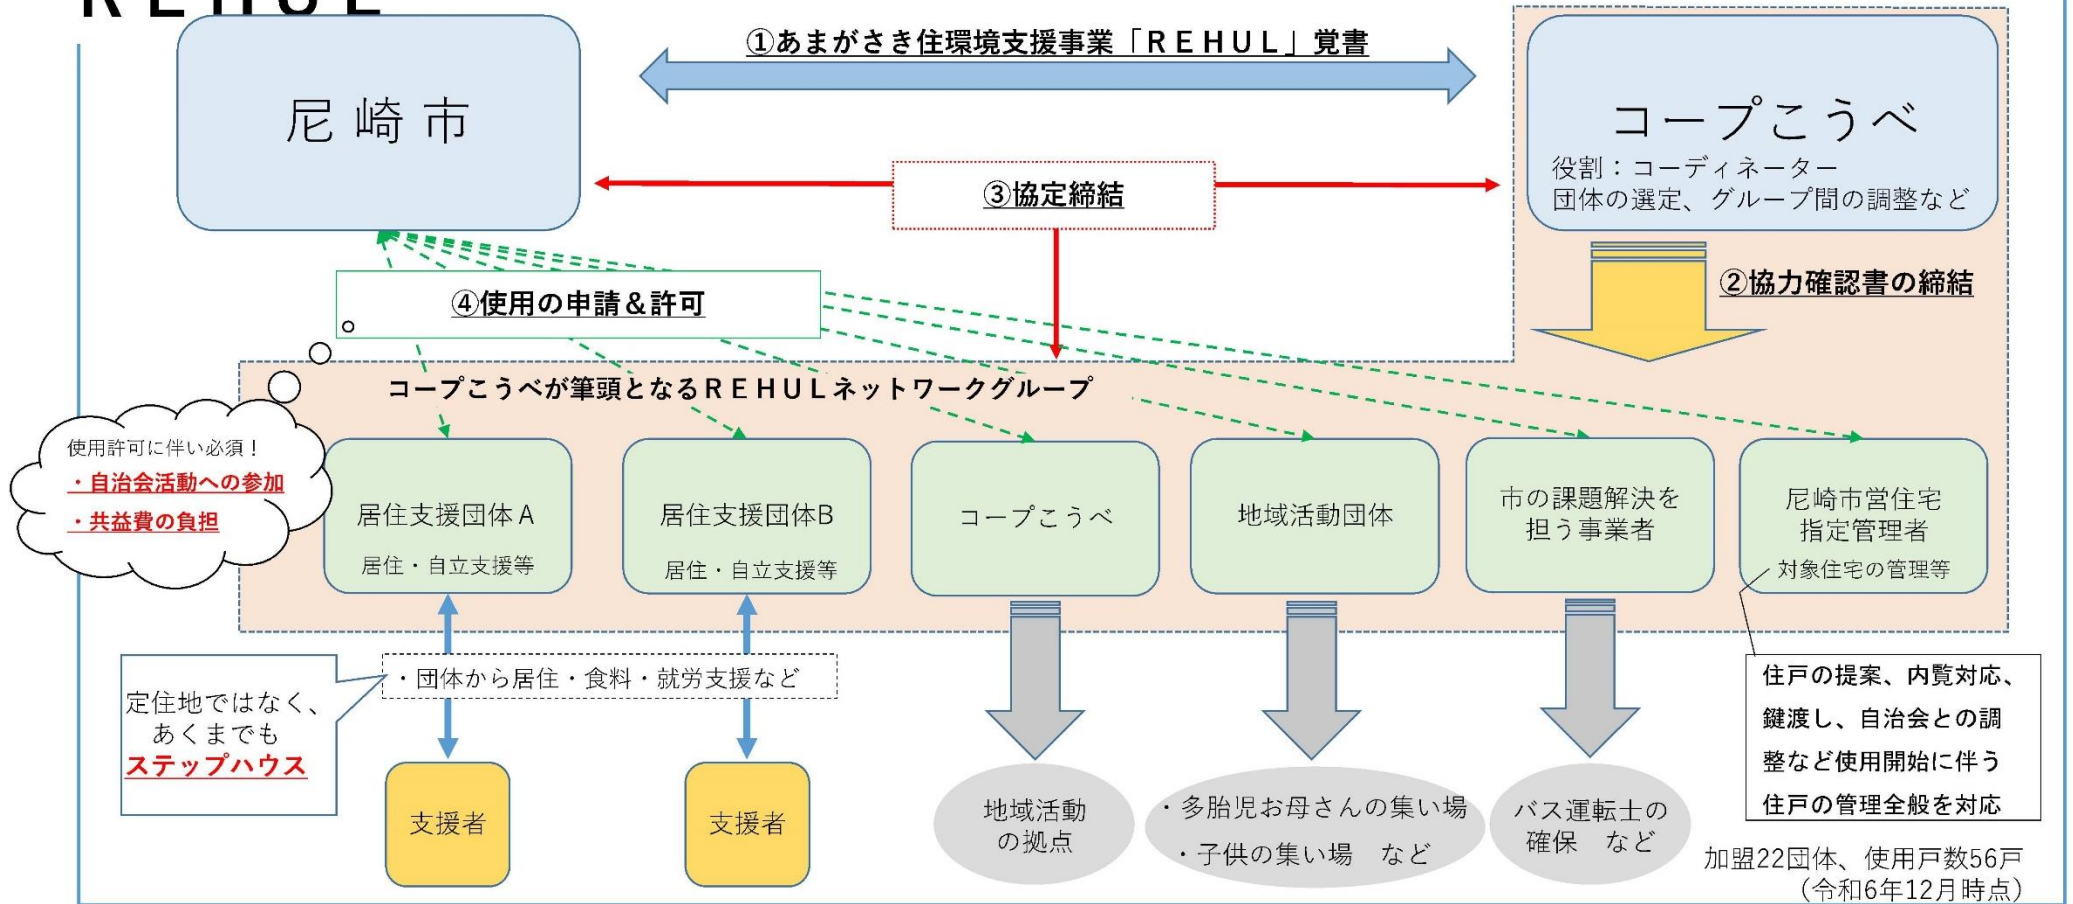 REHUL
①あまがさき住環境支援事業「ＲＥＨＵＬ」覚書
尼崎市
コープこうべ
役割：コーディネーター
団体の選定、グループ間の調整など
③協定締結
②協力確認書の締結
④使用の申請＆許可
コープこうべが筆頭となるＲＥＨＵＬネットワークグループ
使用許可に伴い必須！
・自治会活動への参加
・共益費の負担
居住支援団体Ａ
居住・自立支援等
居住支援団体B
居住・自立支援等
コープこうべ
地域活動団体
市の課題解決を
担う事業者
尼崎市営住宅
指定管理者
対象住宅の管理等
・団体から居住・食料・就労支援など
定住地ではなく、
あくまでも
ステップハウス
支援者
支援者
地域活動
の拠点
・多胎児お母さんの集い場
・子供の集い場　など
バス運転士の
確保　など
住戸の提案、内覧対応、
鍵渡し、自治会との調
整など使用開始に伴う
住戸の管理全般を対応
加盟22団体、使用戸数56戸
（令和6年12月時点）